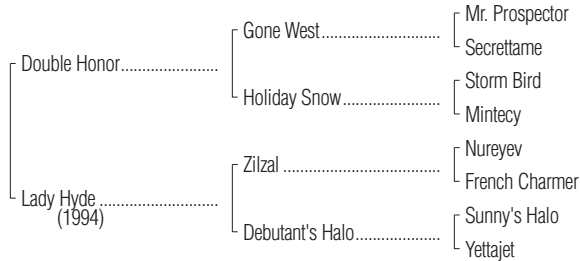 Mr. Prospector
Gone West
Secrettame
Double Honor
Storm Bird
Holiday Snow
Mintecy
Nureyev
Zilzal
French Charmer
Lady Hyde
(1994)
Sunny's Halo
Debutant's Halo
Yettajet